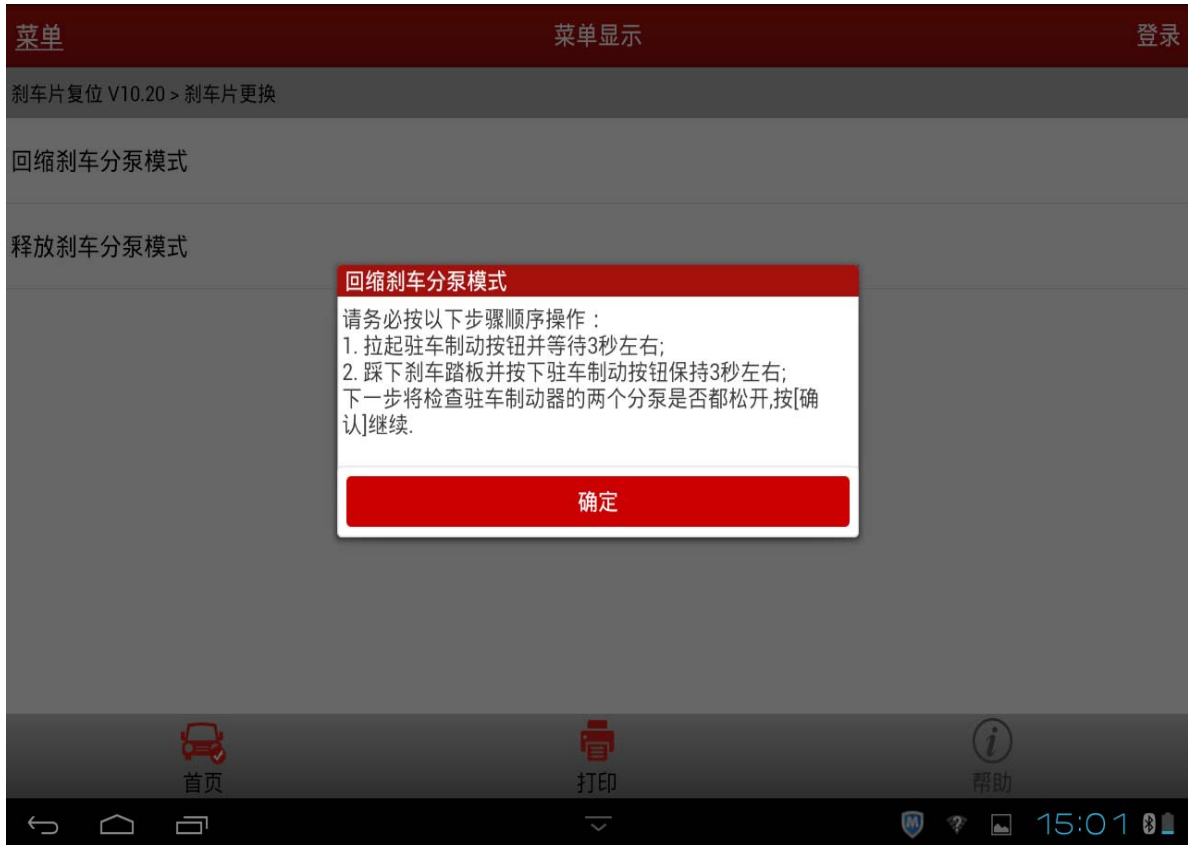 菜单
菜单显示
登录
刹车片复位 V10.20 > 刹车片更换
回缩刹车分泵模式
释放刹车分泵模式
回缩刹车分泵模式
请务必按以下步骤顺序操作：
1. 拉起驻车制动按钮并等待3秒左右;
2. 踩下刹车踏板并按下驻车制动按钮保持3秒左右;
下一步将检查驻车制动器的两个分泵是否都松开,按[确
认]继续.
确定
首页
打印
帮助
15:01